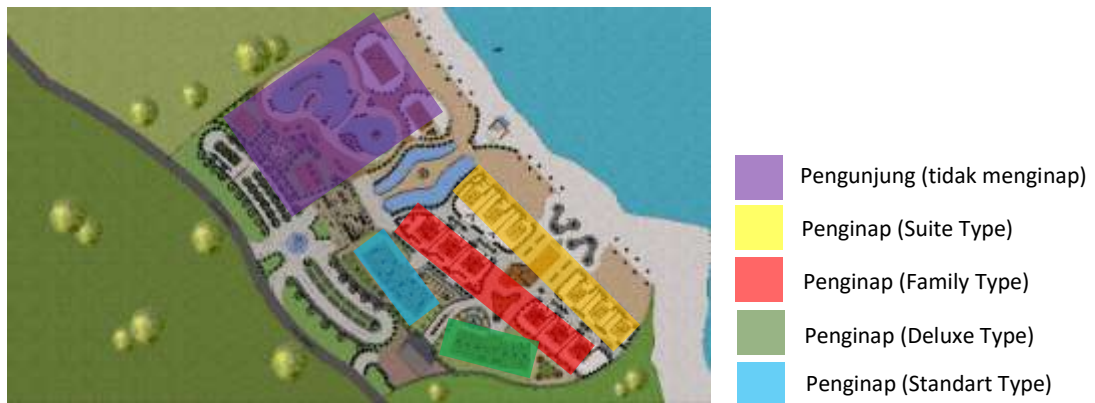 Pengunjung (tidak menginap)
Penginap (Suite Type)
Penginap (Family Type)
Penginap (Deluxe Type)
Penginap (Standart Type)